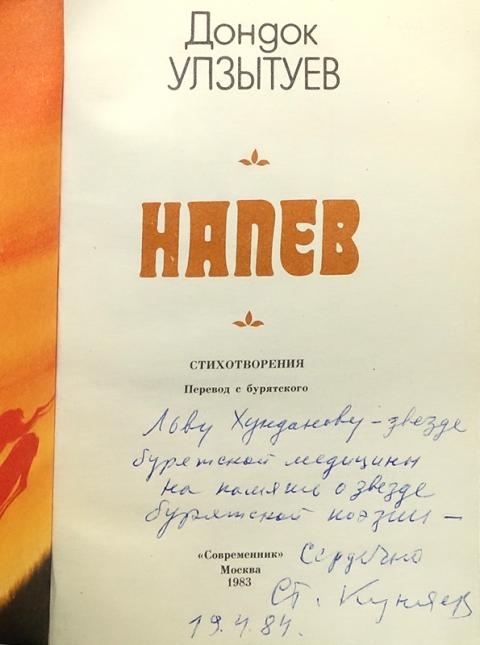 Дондок
УЛЗЫТУЕВ
НАПЕВ
СТИХОТВОРЕНИЯ
Перевод с бурятского
Льву Хунданову – звезде
бурятской медицины
на память о звезде
бурятской поэзии –
Сердечно
«Современник»
Москва
1983
Ст. Куняев
19.4.84.